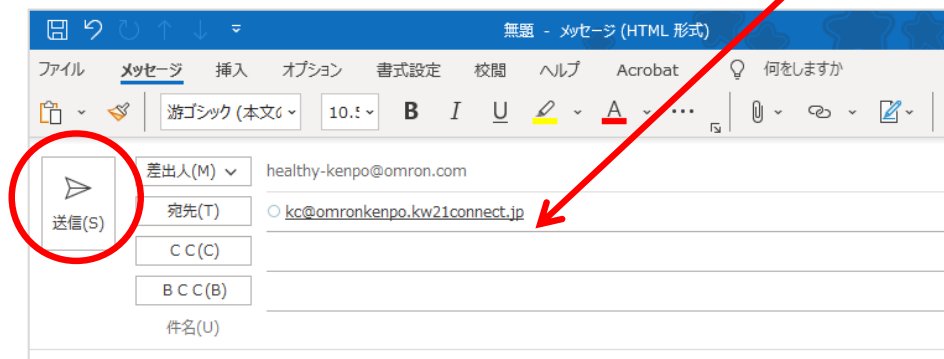 無題 - メッセージ (HTML 形式)
ファイル メッセージ 挿入 オプション 書式設定 校閲 ヘルプ Acrobat 何をしますか
游ゴシック (本文の 10.5 B I U A ...
差出人(M) healthy-kenpo@omron.com
送信(S)
宛先(T) kc@omronkenpo.kw21connect.jp
C C(C)
B C C(B)
件名(U)